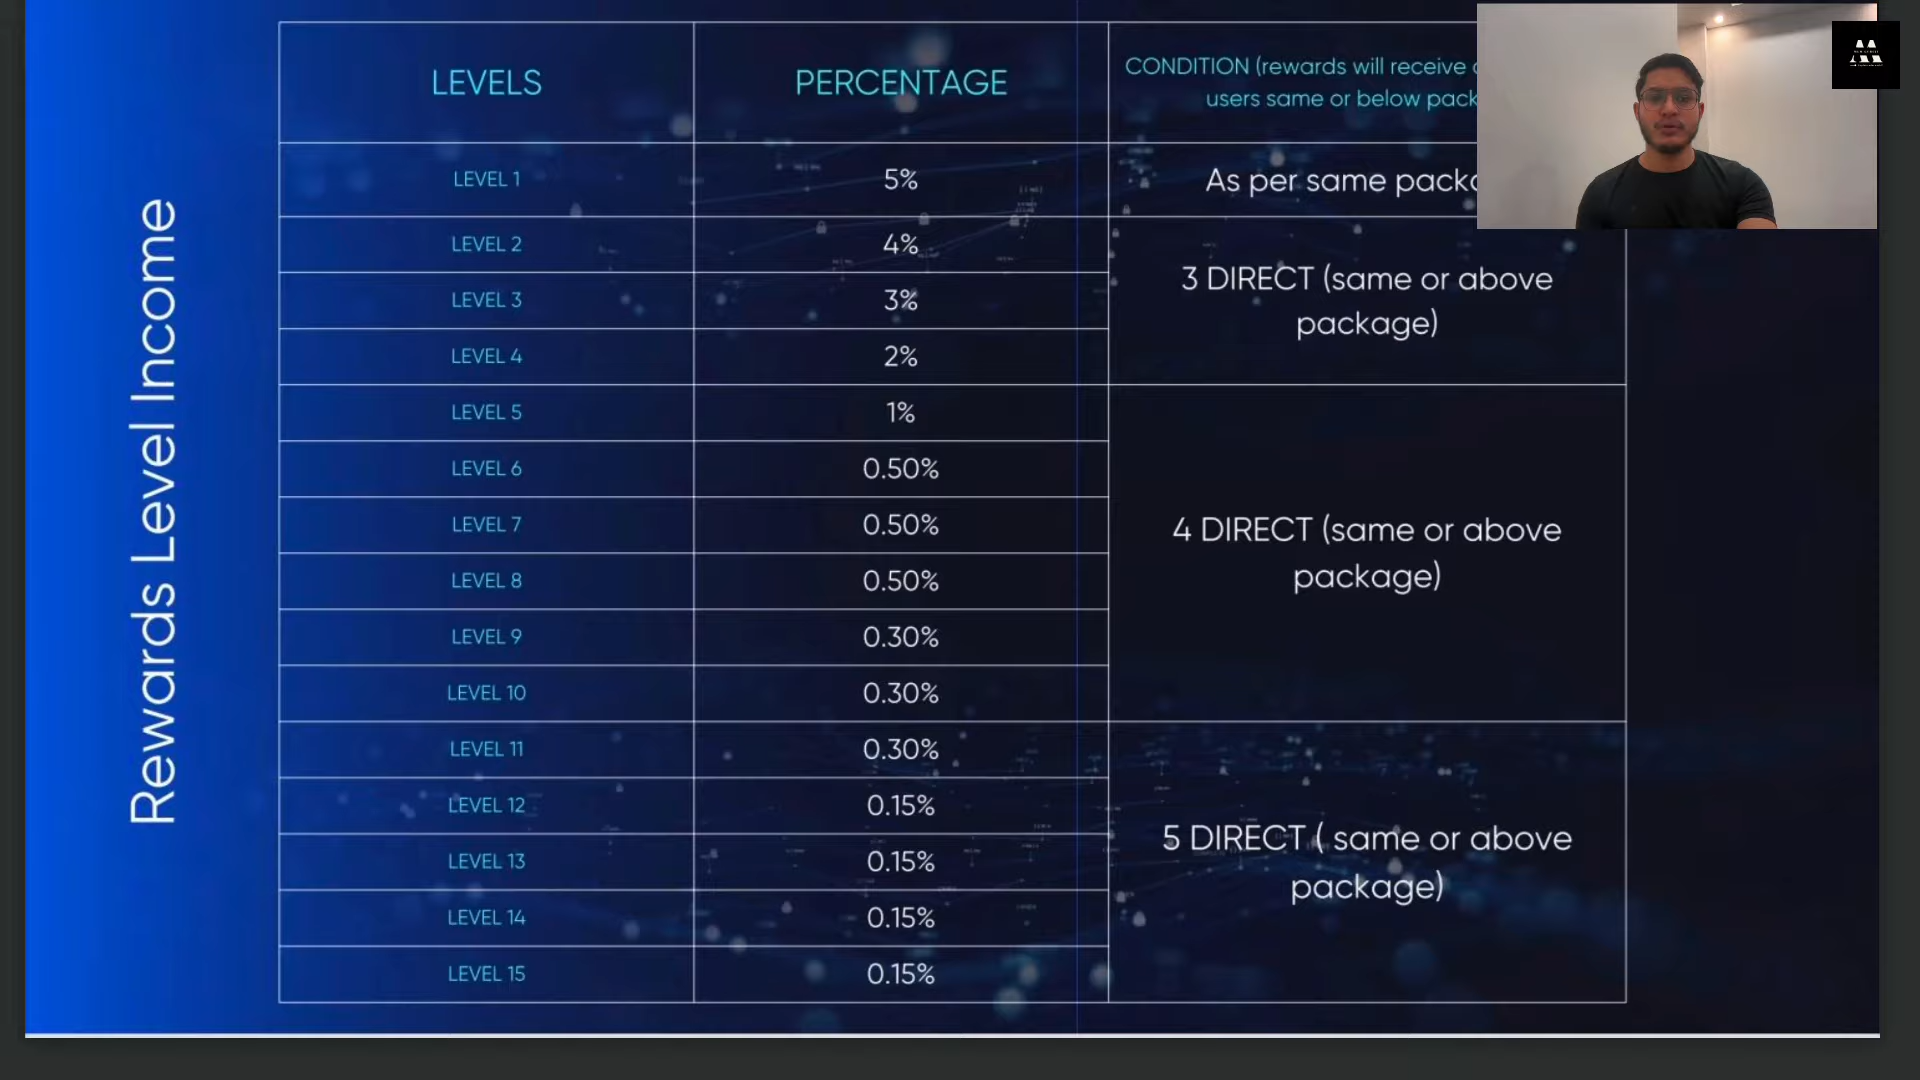 Rewards Level Income
LEVELS
PERCENTAGE
CONDITION (rewards will receive
users same or below
LEVEL 1
5%
As per same
LEVEL 2
4%
LEVEL 3
3%
LEVEL 4
2%
3 DIRECT (same or above
package)
LEVEL 5
1%
LEVEL 6
0.50%
LEVEL 7
0.50%
LEVEL 8
0.50%
LEVEL 9
0.30%
LEVEL 10
0.30%
4 DIRECT (same or above
package)
LEVEL 11
0.30%
LEVEL 12
0.15%
LEVEL 13
0.15%
LEVEL 14
0.15%
LEVEL 15
0.15%
5 DIRECT ( same or above
package)